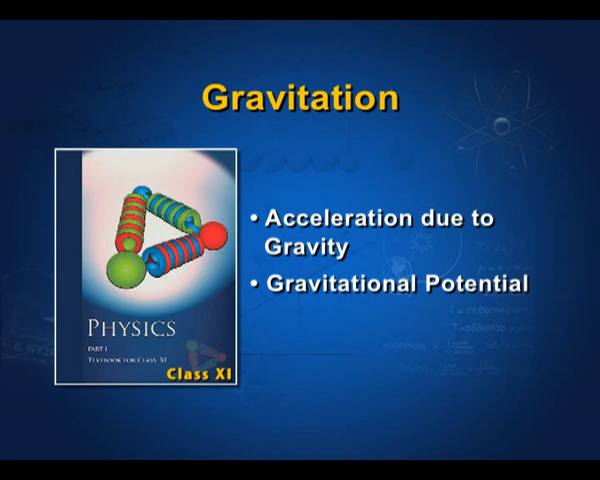 Gravitation
• Acceleration due to
Gravity
• Gravitational Potential
PHYSICS
PART I
TEXTBOOK FOR CLASS XI
Class XI